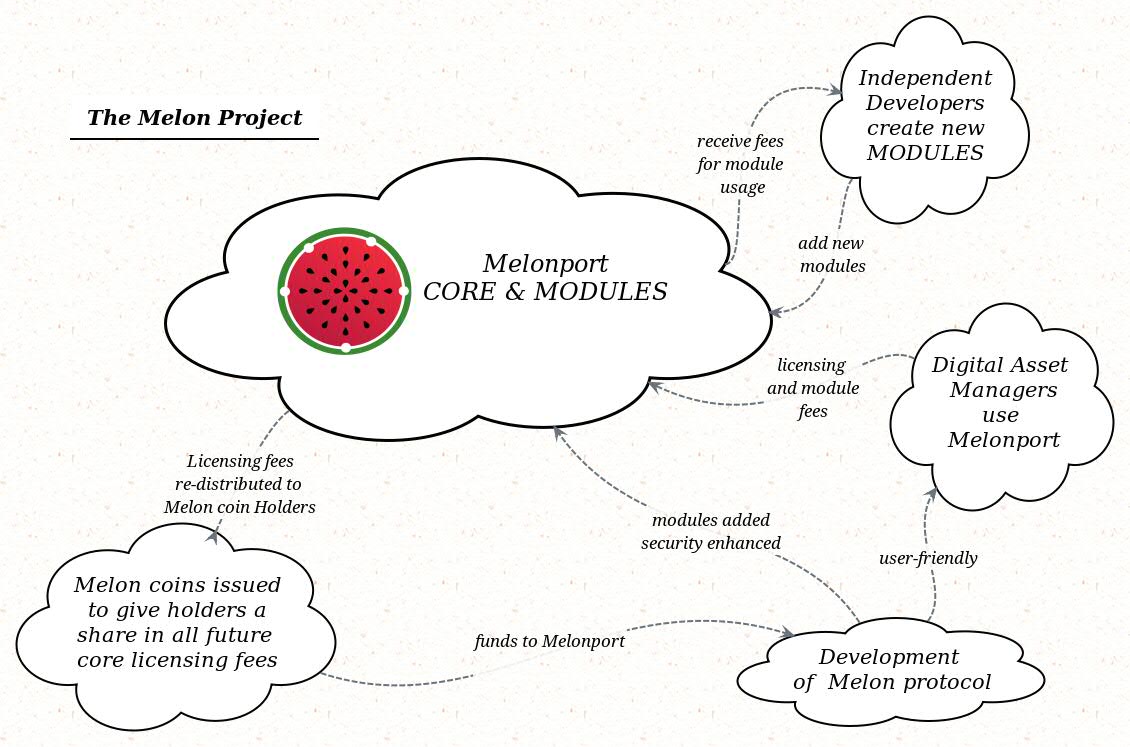 The Melon Project
Independent
Developers
create new
MODULES
receive fees
for module
usage
add new
modules
Melonport
CORE & MODULES
licensing
and module
fees
Digital Asset
Managers
use
Melonport
Licensing fees
re-distributed to
Melon coin Holders
modules added
security enhanced
user-friendly
Melon coins issued
to give holders a
share in all future
core licensing fees
funds to Melonport
Development
of Melon protocol